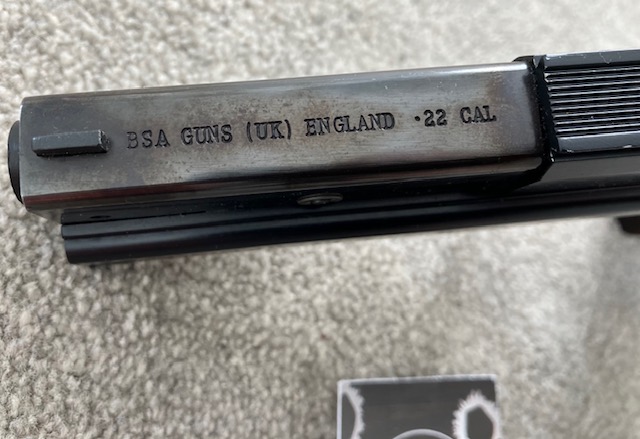 BSA GUNS (UK) ENGLAND .22 CAL